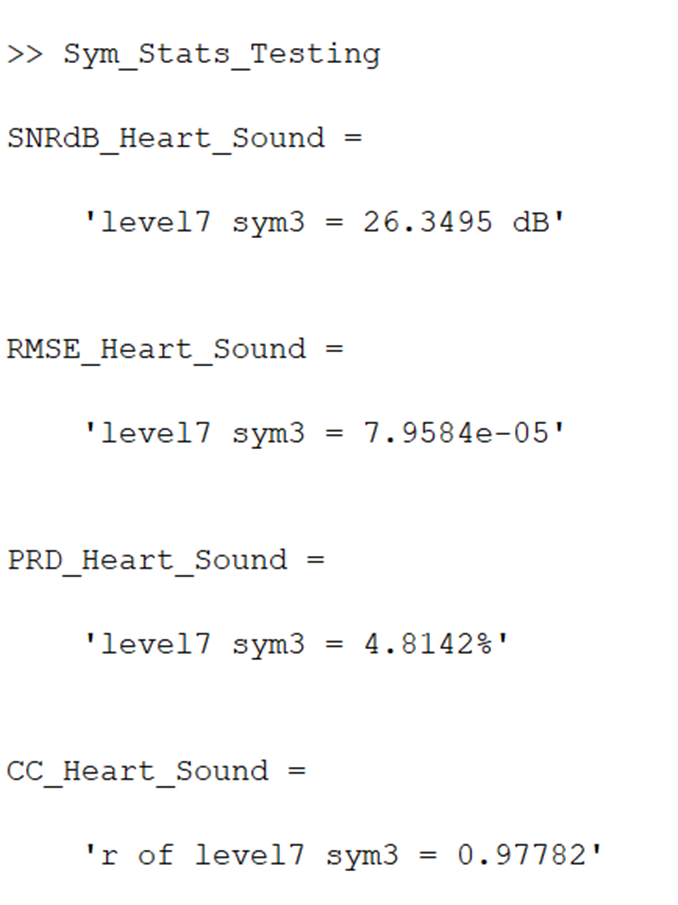 >> Sym_Stats_Testing
SNRdB_Heart_Sound =
'level7 sym3 = 26.3495 dB'
RMSE_Heart_Sound =
'level7 sym3 = 7.9584e-05'
PRD_Heart_Sound =
'level7 sym3 = 4.8142%'
CC_Heart_Sound =
'r of level7 sym3 = 0.97782'